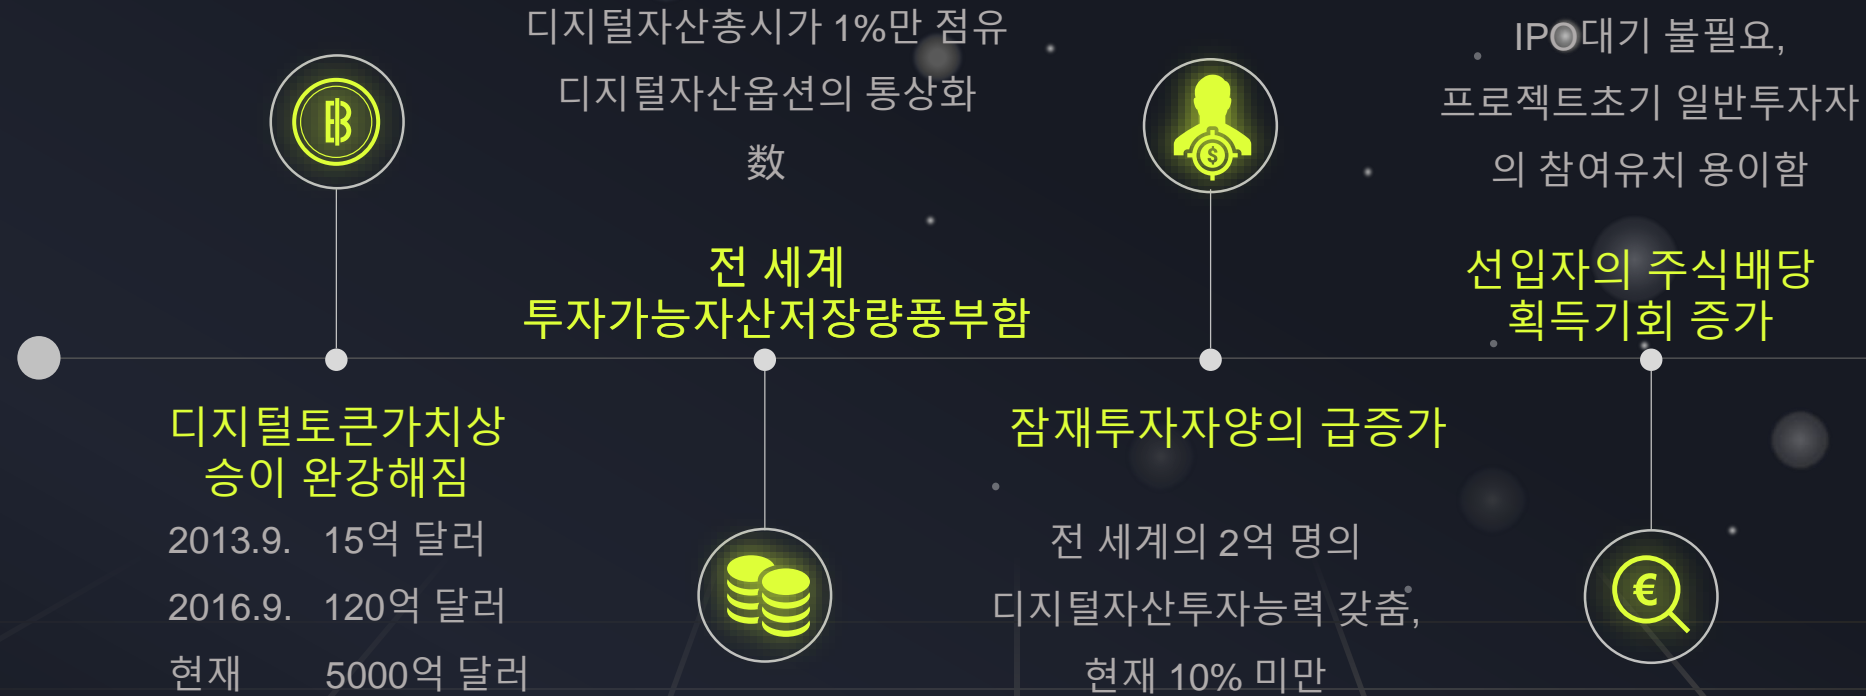 디지털토큰가치상
승이 완강해짐
2013.9. 15억 달러
2016.9. 120억 달러
현재 5000억 달러
디지털자산총시가 1%만 점유
디지털자산옵션의 통상화
数
전 세계
투자가능자산저장량풍부함
잠재투자자양의 급증가
전 세계의 2억 명의
디지털자산투자능력 갖춤,
현재 10% 미만
IPO대기 불필요,
프로젝트초기 일반투자자
의 참여유치 용이함
선입자의 주식배당
획득기회 증가